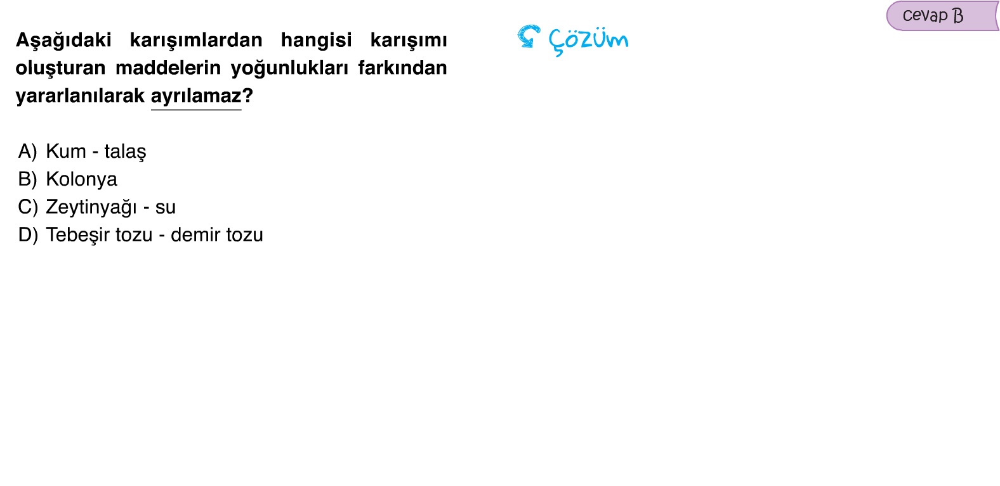 Aşağıdaki karışımlardan hangisi karışımı
oluşturan maddelerin yoğunlukları farkından
yararlanılarak ayrılamaz?
A) Kum - talaş
B) Kolonya
C) Zeytinyağı - su
D) Tebeşir tozu - demir tozu
Çözüm
Cevap B